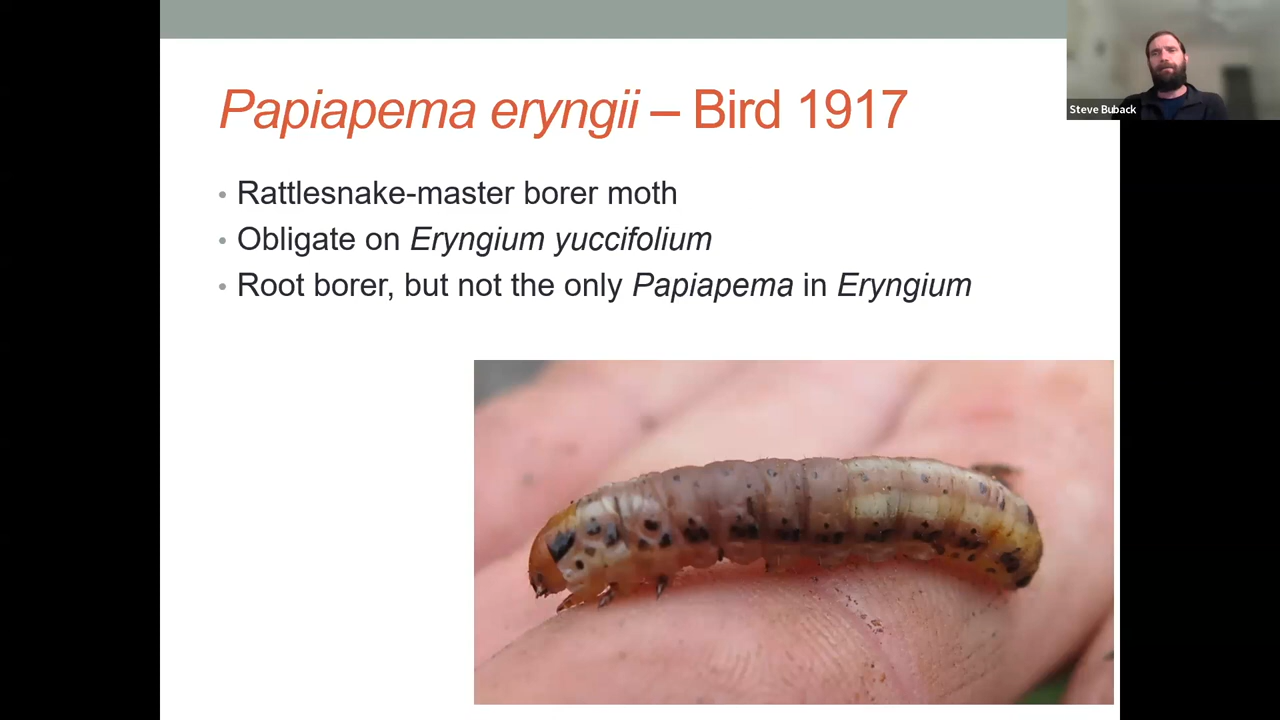 Papiapema eryngii – Bird 1917
Steve Buback
• Rattlesnake-master borer moth
• Obligate on Eryngium yuccifolium
• Root borer, but not the only Papiapema in Eryngium